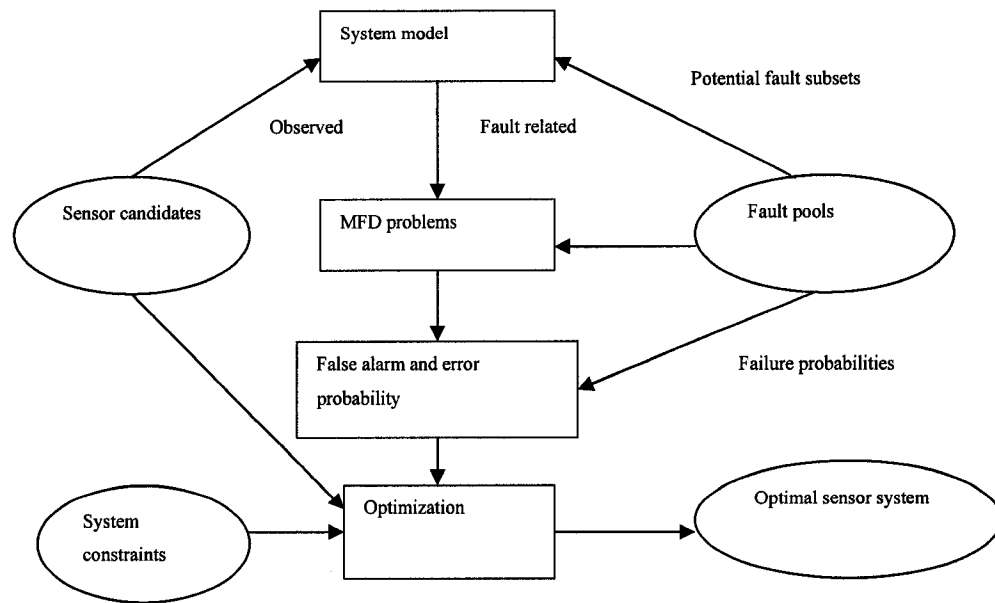 System model
Potential fault subsets
Observed
Fault related
Sensor candidates
MFD problems
Fault pools
False alarm and error
probability
Failure probabilities
Optimization
Optimal sensor system
System
constraints